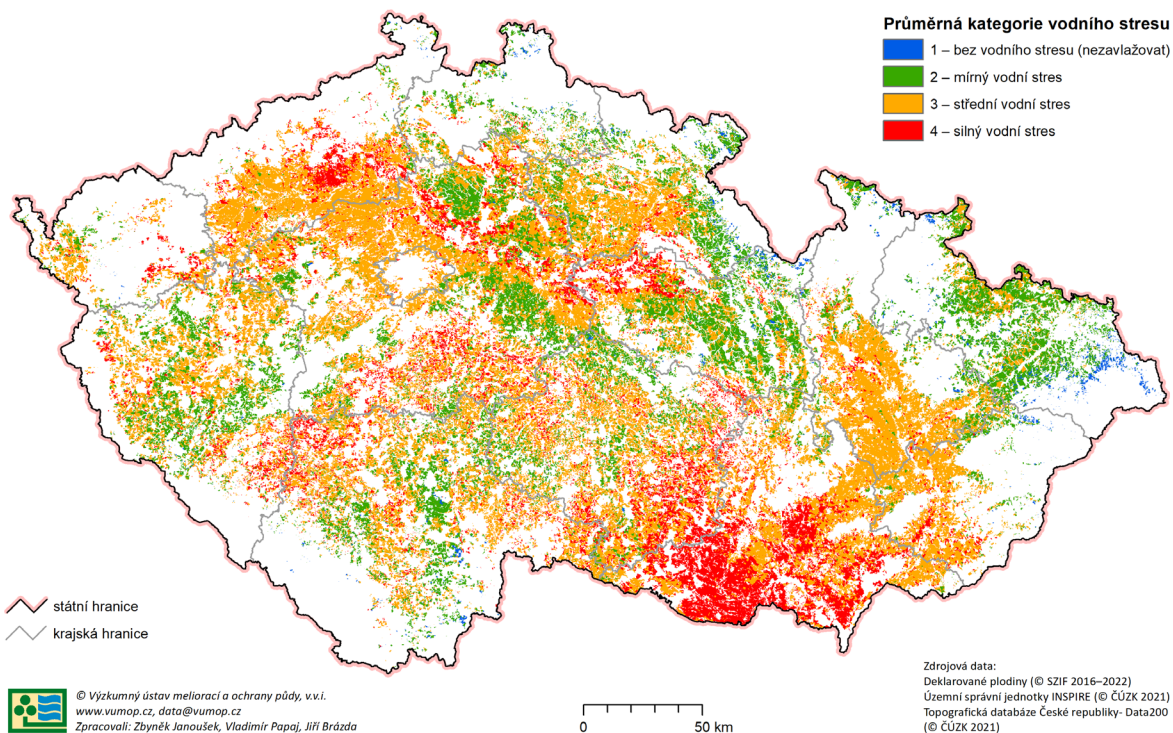 Průměrná kategorie vodního stresu
1 – bez vodního stresu (nezavlažovat)
2 – mírný vodní stres
3 – střední vodní stres
4 – silný vodní stres
státní hranice
krajská hranice
© Výzkumný ústav meliorací a ochrany půdy, v.v.i.
www.vumop.cz, data@vumop.cz
Zpracovali: Zbyněk Janoušek, Vladimír Papaj, Jiří Brázda
0 50 km
Zdrojová data:
Deklarované plodiny (© SZIF 2016–2022)
Územní správní jednotky INSPIRE (© ČÚZK 2021)
Topografická databáze České republiky- Data200
(© ČÚZK 2021)